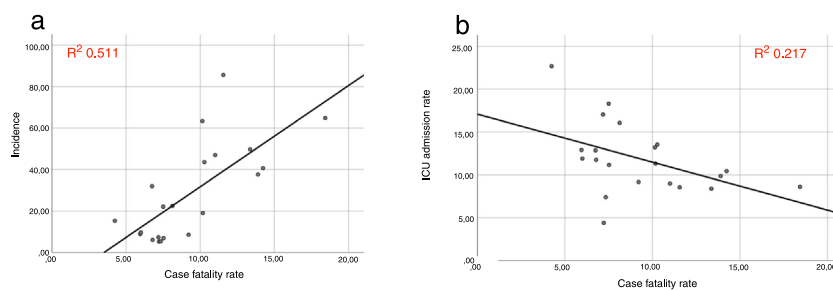 a
R² 0.511
100,00
80,00
60,00
40,00
20,00
,00
Incidence
5,00 10,00 15,00 20,00
Case fatality rate
b
R² 0.217
25,00
20,00
15,00
10,00
5,00
,00
ICU admission rate
,00 5,00 10,00 15,00 20,00
Case fatality rate